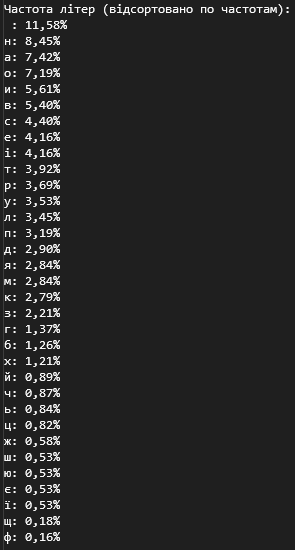 Частота літер (відсортовано по частотам):
 : 11,58%
н: 8,45%
а: 7,42%
о: 7,19%
и: 5,61%
в: 5,40%
с: 4,40%
е: 4,16%
і: 4,16%
т: 3,92%
р: 3,69%
у: 3,53%
л: 3,45%
п: 3,19%
д: 2,90%
я: 2,84%
м: 2,84%
к: 2,79%
з: 2,21%
г: 1,37%
б: 1,26%
х: 1,21%
й: 0,89%
ч: 0,87%
ь: 0,84%
ц: 0,82%
ж: 0,58%
ш: 0,53%
ю: 0,53%
є: 0,53%
ї: 0,53%
щ: 0,18%
ф: 0,16%